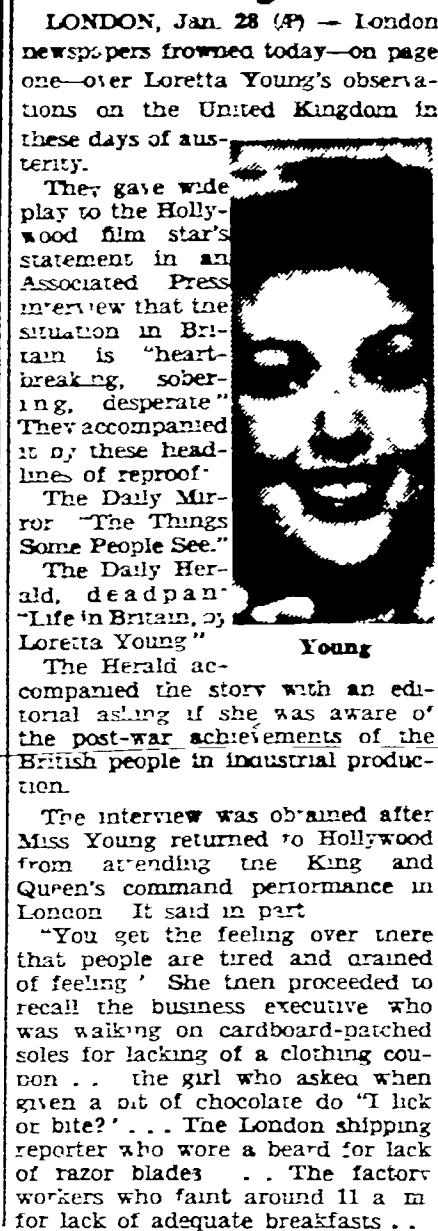 LONDON, Jan. 28 (AP) — London
newspapers frowned today—on page
one—over Loretta Young's observa-
tions on the United Kingdom in
these days of aus-
terity.
They gave wide
play to the Holly-
wood film star's
statement in an
Associated Press
interview that the
situation in Bri-
tain is "heart-
breaking, sober-
ing, desperate"
They accompanied
it by these head-
lines of reproof·
The Daily Mir-
ror "The Things
Some People See."
The Daily Her-
ald, deadpan·
"Life in Britain, by
Loretta Young"
Young
The Herald ac-
companied the story with an edi-
torial asking if she was aware of
the post-war achievements of the
British people in industrial produc-
tion.
The interview was obtained after
Miss Young returned to Hollywood
from attending the King and
Queen's command performance in
London It said in part
"You get the feeling over there
that people are tired and drained
of feeling ' She then proceeded to
recall the business executive who
was walking on cardboard-patched
soles for lacking of a clothing cou-
pon . . the girl who asked when
given a bit of chocolate do "I lick
or bite?' . . . The London shipping
reporter who wore a beard for lack
of razor blades . . The factory
workers who faint around 11 a m
for lack of adequate breakfasts . .